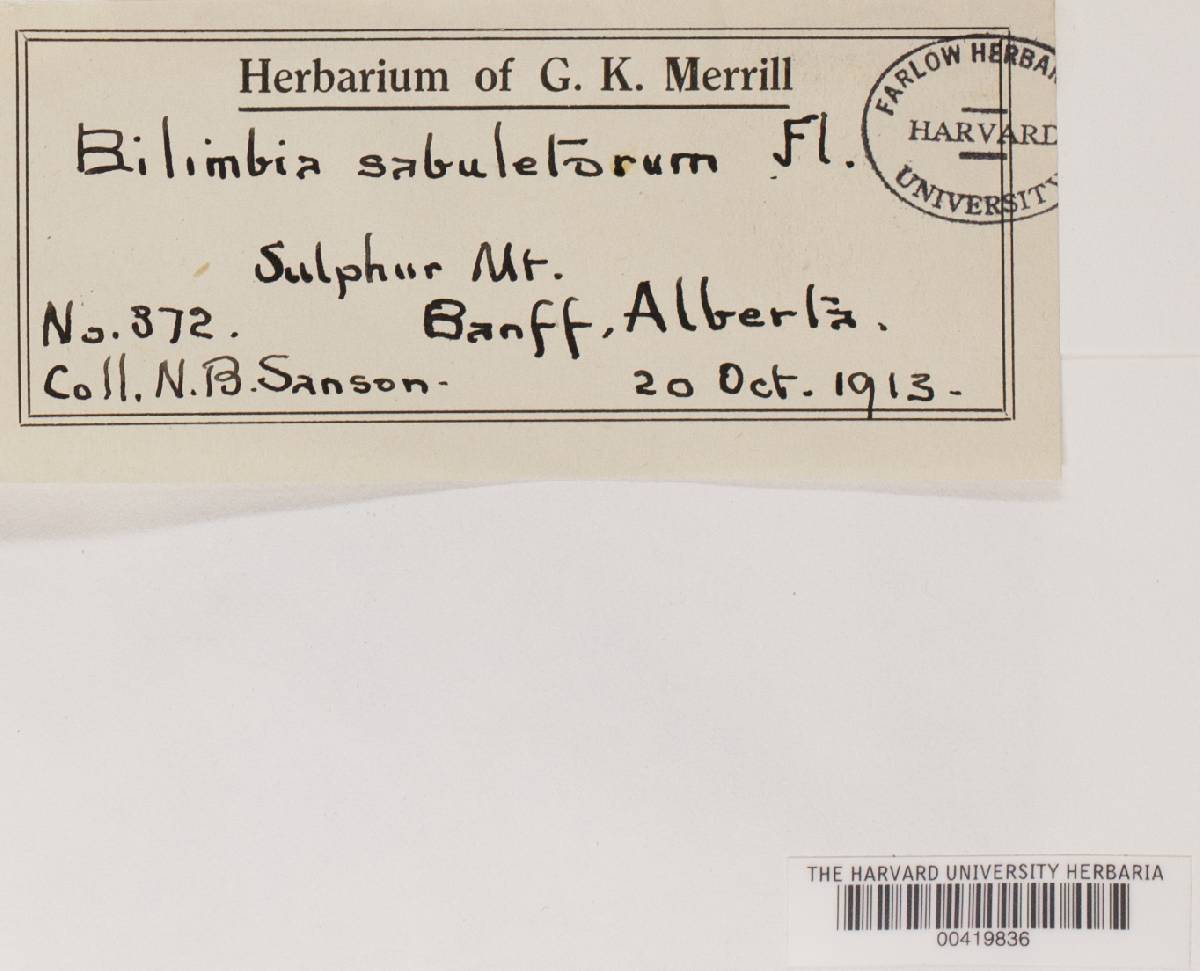 Herbarium of G. K. Merrill
Bilimbia sabuletorum Fl.
FARLOW HERBA
HARVARD
UNIVERSITY
Sulphur Mt.
No. 372. Banff, Alberta.
Coll. N. B. Sanson- 20 Oct. 1913-
THE HARVARD UNIVERSITY HERBARIA
00419836